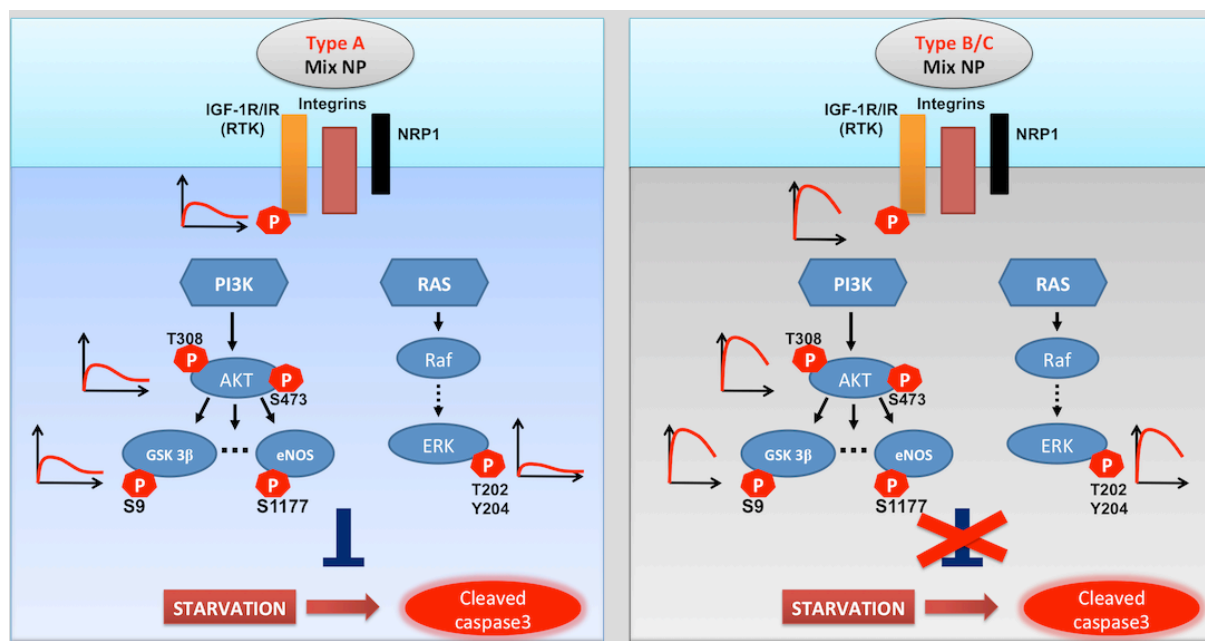 Type A
Mix NP
IGF-1R/IR
(RTK)
Integrins
NRP1
P
PI3K
RAS
T308
P
AKT
P
S473
Raf
GSK 3β
eNOS
ERK
P
S9
P
S1177
P
T202
Y204
STARVATION
Cleaved
caspase3
Type B/C
Mix NP
IGF-1R/IR
(RTK)
Integrins
NRP1
P
PI3K
RAS
T308
P
AKT
P
S473
Raf
GSK 3β
eNOS
ERK
P
S9
P
S1177
P
T202
Y204
STARVATION
Cleaved
caspase3